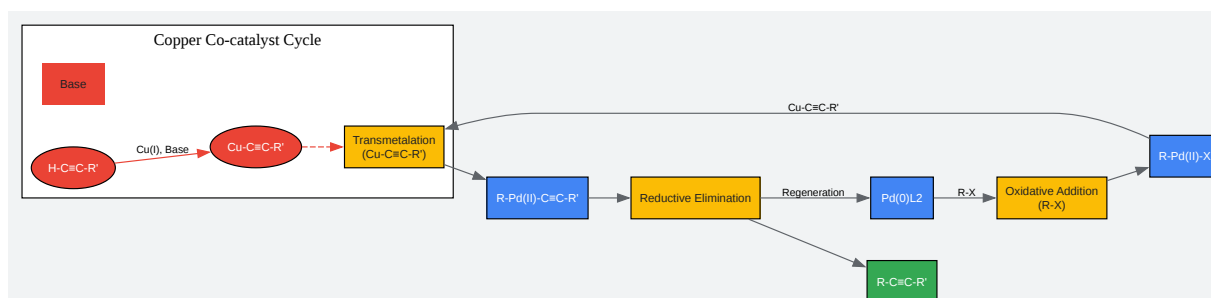 Copper Co-catalyst Cycle
Base
H-C≡C-R'
Cu(I), Base
Cu-C≡C-R'
Transmetalation
(Cu-C≡C-R')
Cu-C≡C-R'
R-Pd(II)-C≡C-R'
Reductive Elimination
Regeneration
Pd(0)L2
R-X
Oxidative Addition
(R-X)
R-Pd(II)-X
R-C≡C-R'